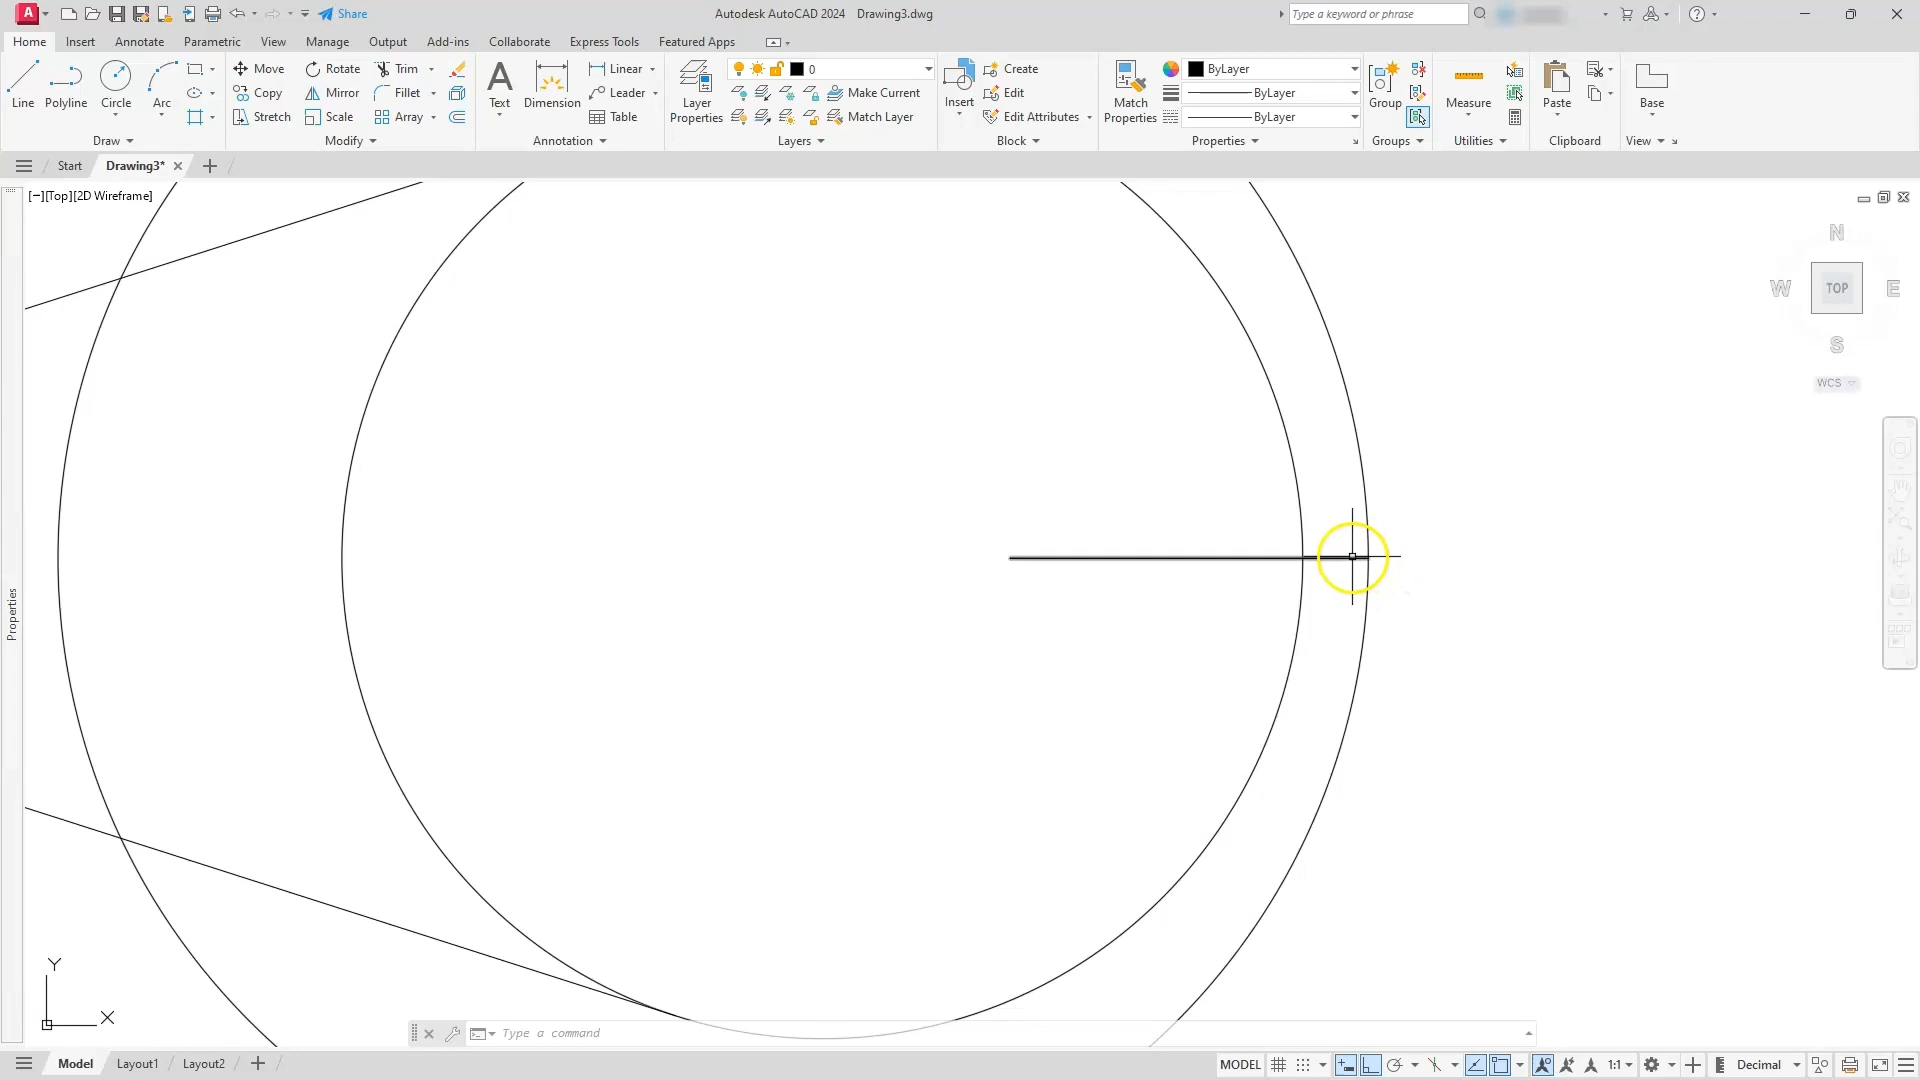 A Share Autodesk AutoCAD 2024 Drawing3.dwg Type a keyword or phrase
Home Insert Annotate Parametric View Manage Output Add-ins Collaborate Express Tools Featured Apps
Line Polyline Circle Arc
Move Rotate Trim
Copy Mirror Fillet
Stretch Scale Array
Text Dimension
Linear
Leader
Table
Layer Properties
0
Make Current
Match Layer
Insert
Create
Edit
Edit Attributes
Match Properties
ByLayer
ByLayer
ByLayer
Group
Measure
Paste
Base
Draw Modify Annotation Layers Block Properties Groups Utilities Clipboard View
Start Drawing3*
[−][Top][2D Wireframe]
N
W TOP E
S
WCS
Properties
Y
X
Type a command
Model Layout1 Layout2 MODEL 1:1 Decimal